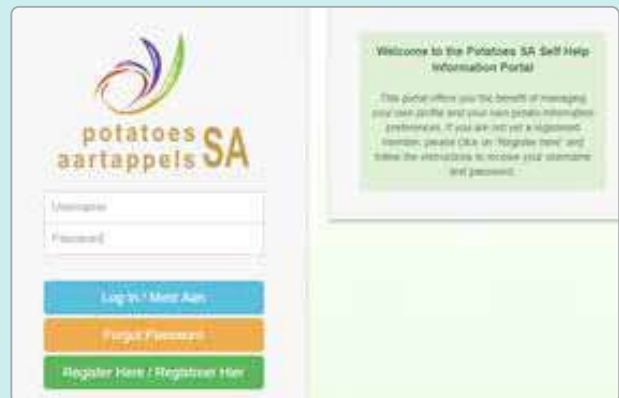 potatoes
aartappels SA
Username
Password
Log In / Meld Aan
Forgot Password
Register Here / Registreer Hier
Welcome to the Potatoes SA Self Help
Information Portal
This portal offers you the benefit of managing
your own profile and your own potato information
preferences. If you are not yet a registered
member, please click on 'Register here' and
follow the instructions to receive your username
and password.